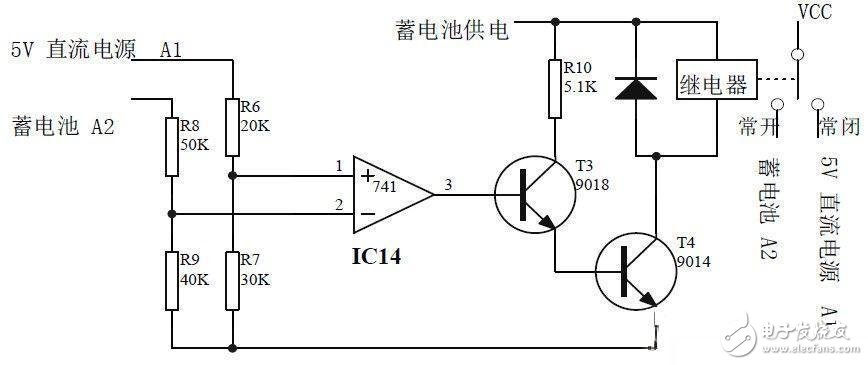 VCC
蓄电池供电
5V 直流电源 A1
蓄电池 A2
R8
50K
R6
20K
R10
5.1K
继电器
常开
常闭
1
+
741
3
2
−
IC14
T3
9018
R9
40K
R7
30K
T4
9014
蓄电池 A2
5V 直流电源 A1
电子发烧友
www.elecfans.com